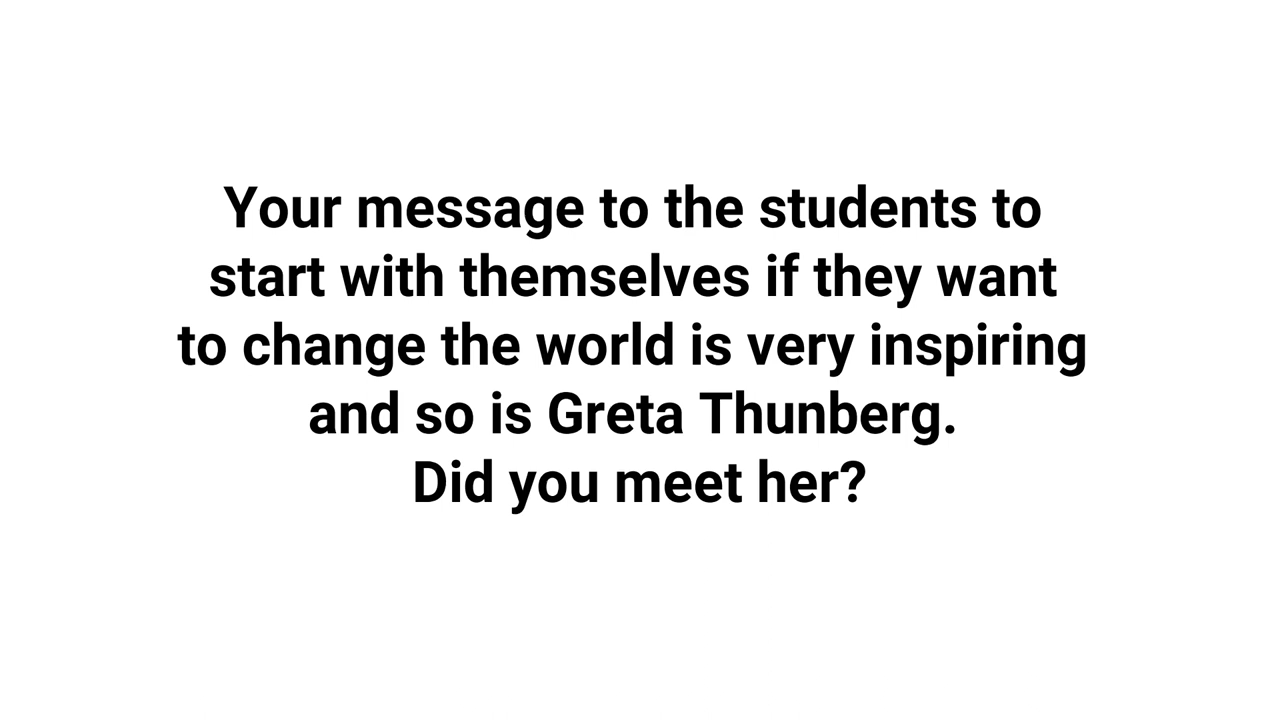 Your message to the students to
start with themselves if they want
to change the world is very inspiring
and so is Greta Thunberg.
Did you meet her?